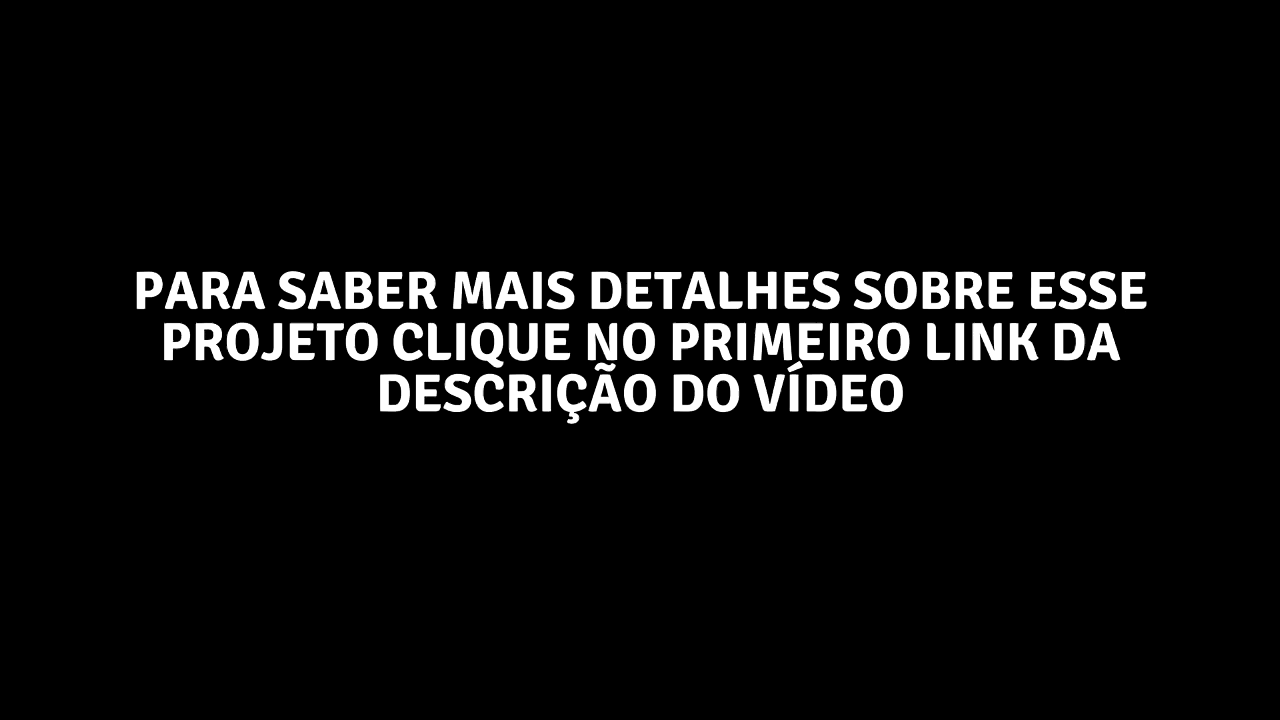 PARA SABER MAIS DETALHES SOBRE ESSE
PROJETO CLIQUE NO PRIMEIRO LINK DA
DESCRIÇÃO DO VÍDEO